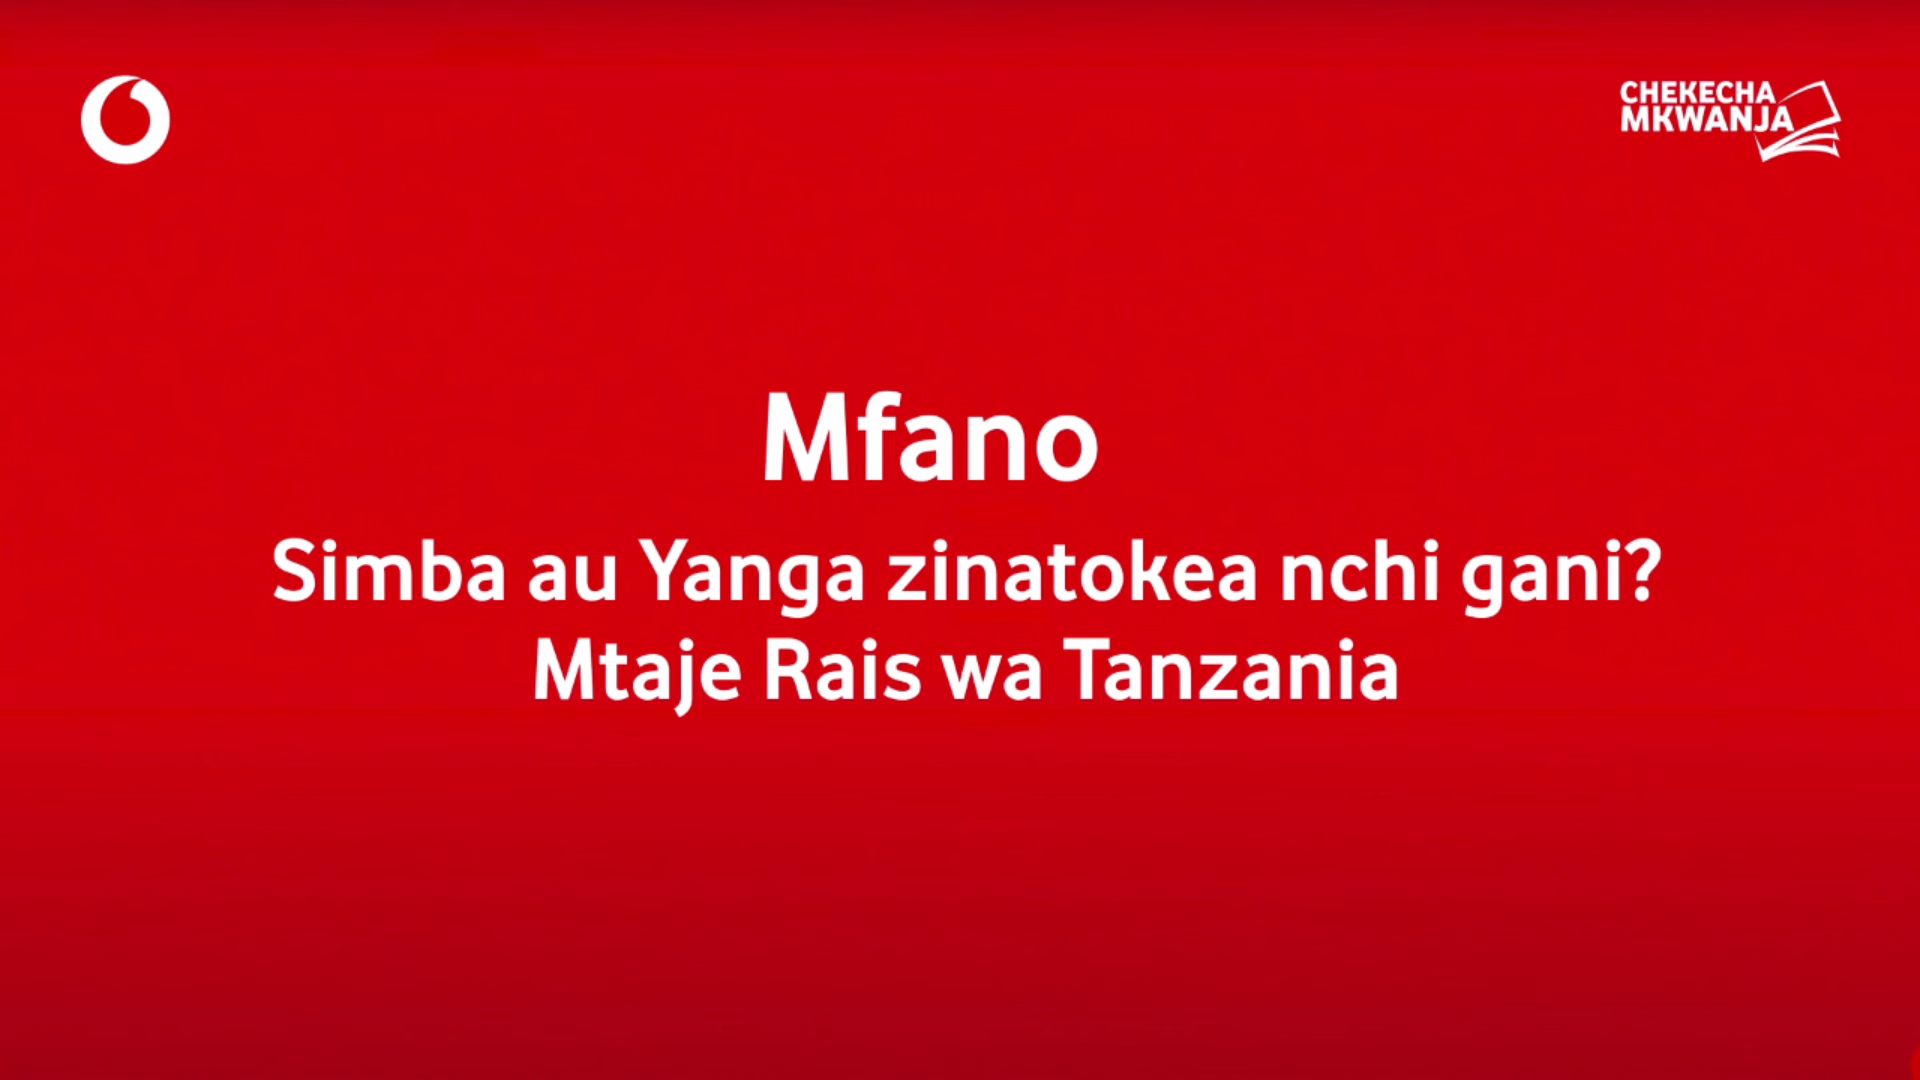 CHEKECHA
MKWANJA
Mfano
Simba au Yanga zinatokea nchi gani?
Mtaje Rais wa Tanzania